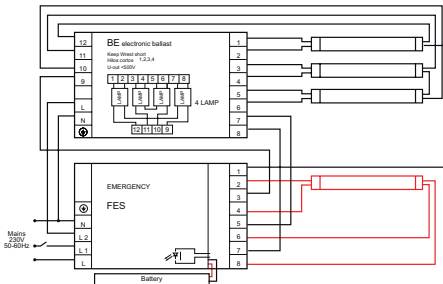 BE electronic ballast
Keep Wrest short
Hilos cortos 1,2,3,4
U-out <500V
1 2 3 4 5 6 7 8
LAMP LAMP LAMP LAMP
4 LAMP
12 11 10 9
12
11
10
9
L
N
1
2
3
4
5
6
7
8
EMERGENCY
FES
N
L 2
L 1
L
1
2
3
4
5
6
7
8
Mains
230V
50-60Hz
Battery